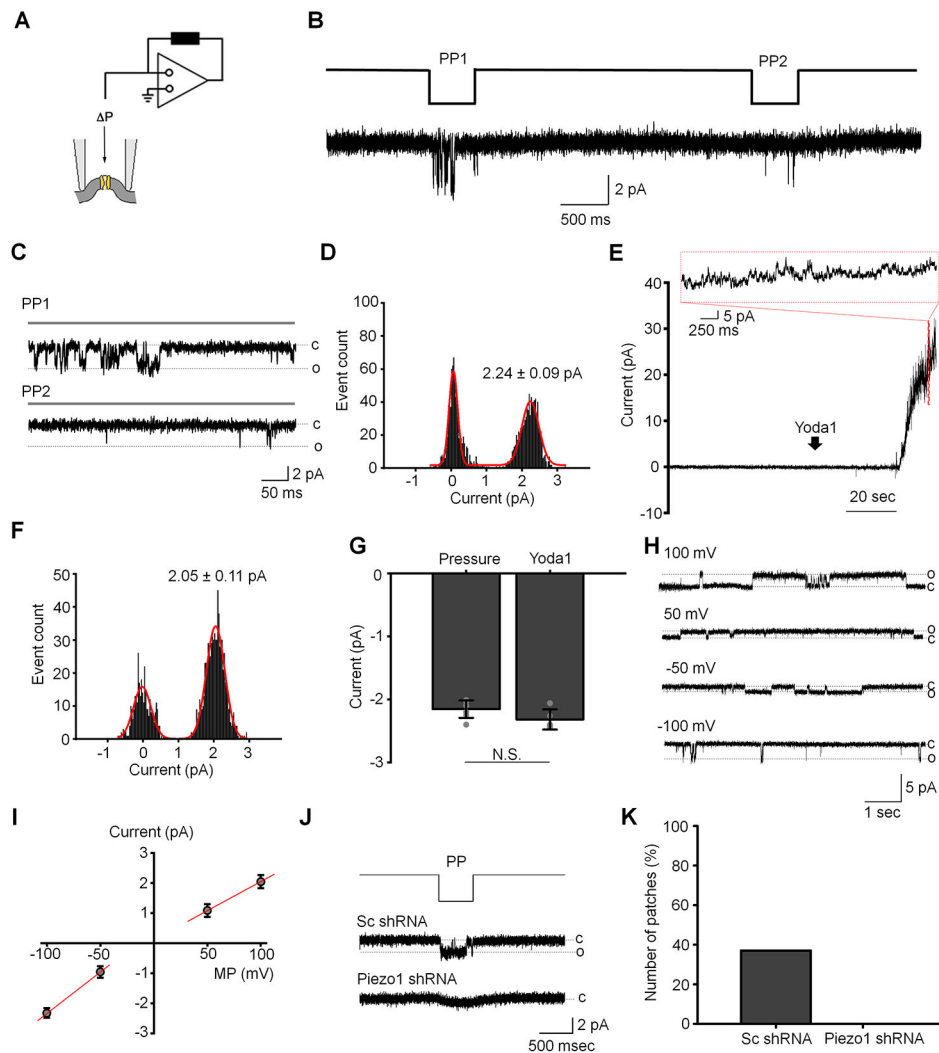 A
ΔP
B
PP1
PP2
2 pA
500 ms
C
PP1
c
o
PP2
c
o
2 pA
50 ms
D
Event count
100
80
60
40
20
0
2.24 ± 0.09 pA
-1 0 1 2 3
Current (pA)
E
Current (pA)
40
30
20
10
0
-10
5 pA
250 ms
Yoda1
20 sec
F
Event count
50
40
30
20
10
0
2.05 ± 0.11 pA
-1 0 1 2 3
Current (pA)
G
Pressure Yoda1
Current (pA)
0
-1
-2
-3
N.S.
H
100 mV
o
c
50 mV
o
c
-50 mV
c
o
-100 mV
c
o
5 pA
1 sec
I
Current (pA)
3
2
1
-100 -50 50 100
MP (mV)
-1
-2
-3
J
PP
Sc shRNA
c
o
Piezo1 shRNA
c
2 pA
500 msec
K
Number of patches (%)
100
80
60
40
20
0
Sc shRNA Piezo1 shRNA